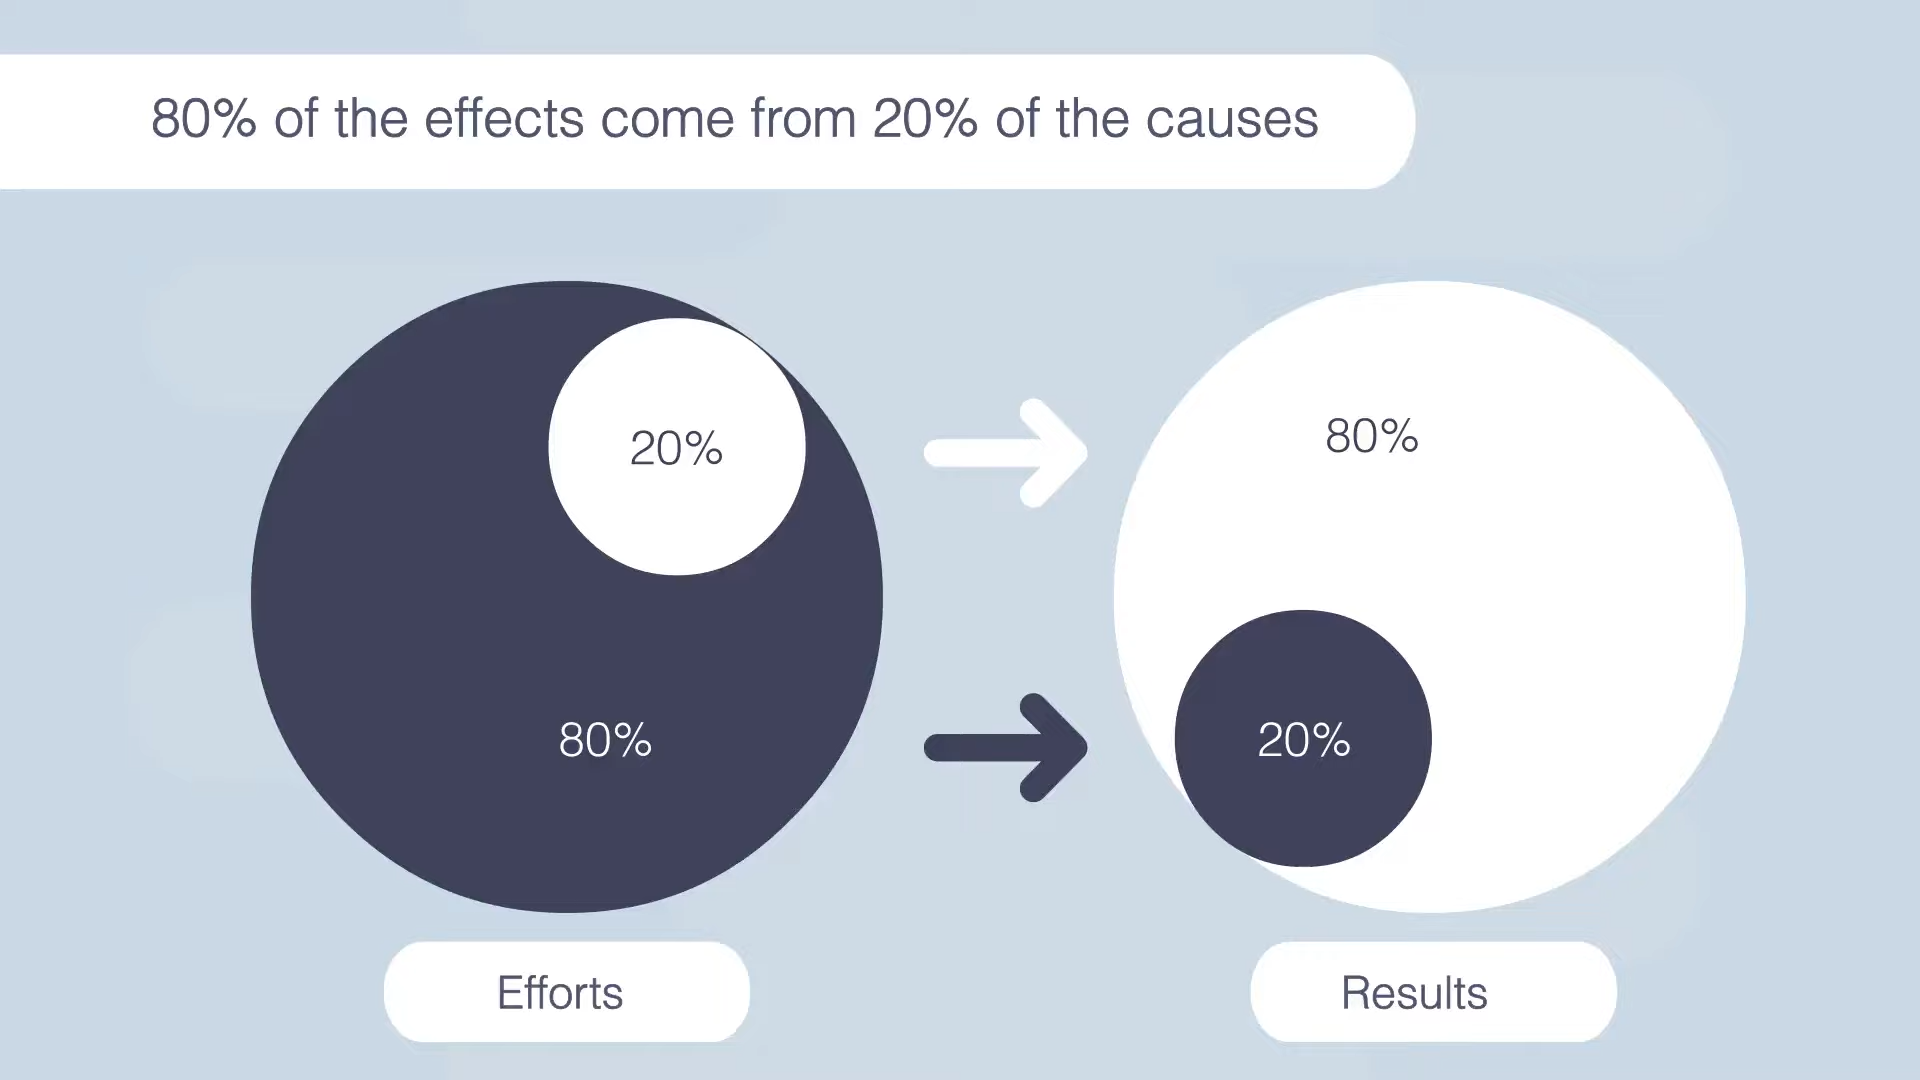 80% of the effects come from 20% of the causes
20%
80%
80%
20%
Efforts
Results